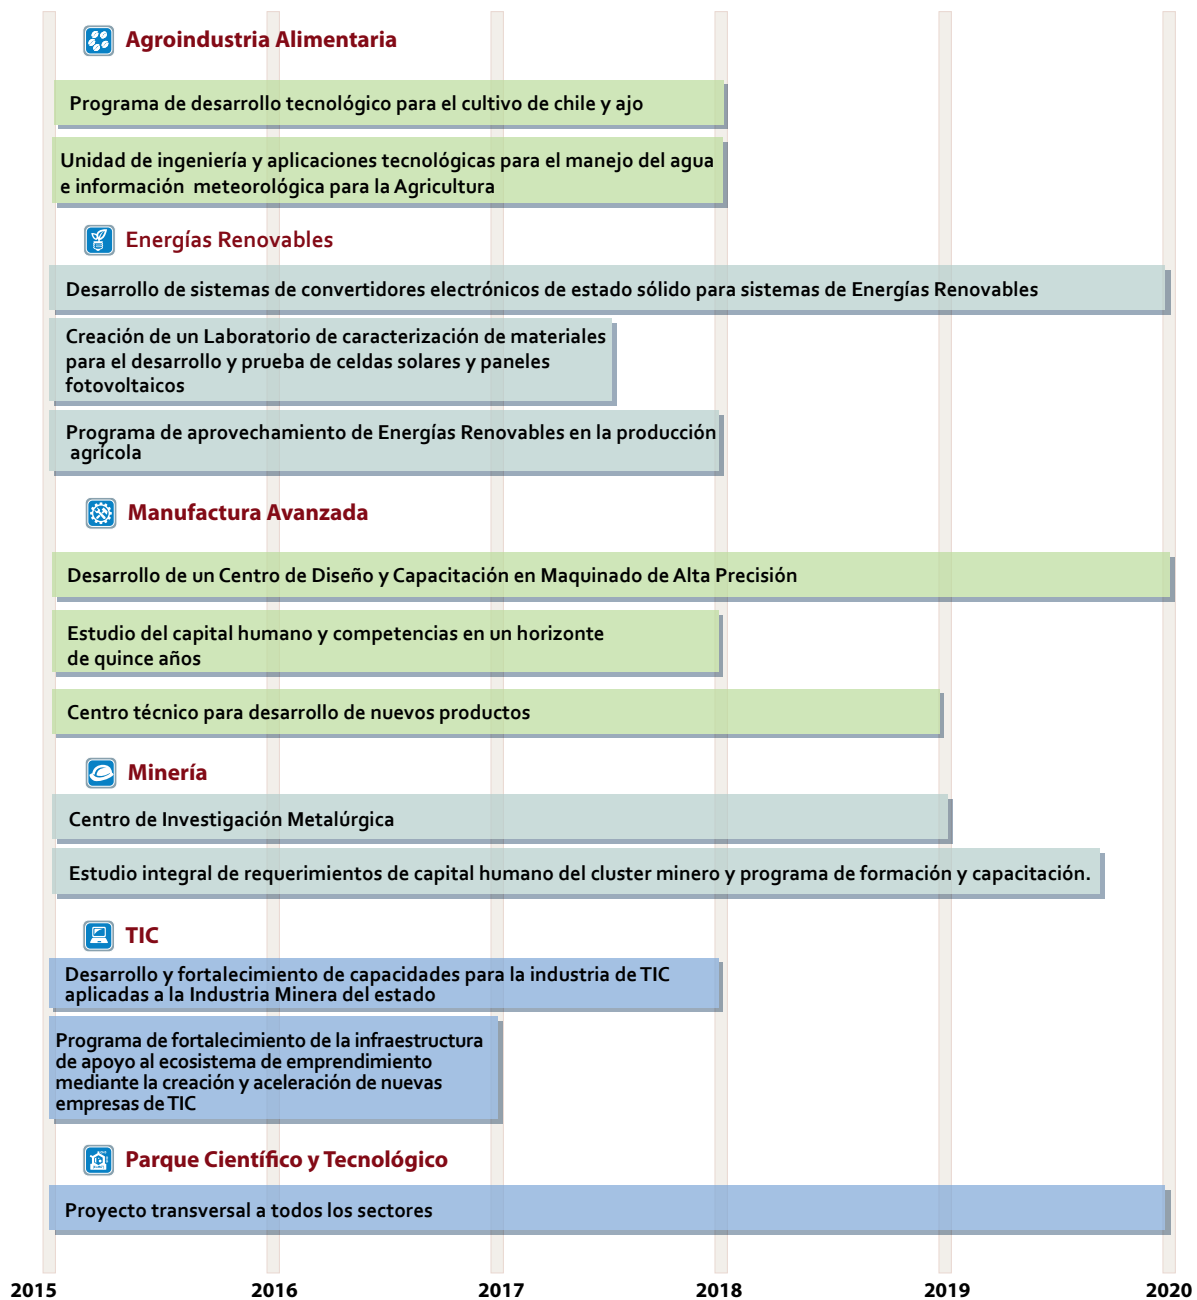 Agroindustria Alimentaria
Programa de desarrollo tecnológico para el cultivo de chile y ajo
Unidad de ingeniería y aplicaciones tecnológicas para el manejo del agua
e información meteorológica para la Agricultura
Energías Renovables
Desarrollo de sistemas de convertidores electrónicos de estado sólido para sistemas de Energías Renovables
Creación de un Laboratorio de caracterización de materiales
para el desarrollo y prueba de celdas solares y paneles
fotovoltaicos
Programa de aprovechamiento de Energías Renovables en la producción
agrícola
Manufactura Avanzada
Desarrollo de un Centro de Diseño y Capacitación en Maquinado de Alta Precisión
Estudio del capital humano y competencias en un horizonte
de quince años
Centro técnico para desarrollo de nuevos productos
Minería
Centro de Investigación Metalúrgica
Estudio integral de requerimientos de capital humano del cluster minero y programa de formación y capacitación.
TIC
Desarrollo y fortalecimiento de capacidades para la industria de TIC
aplicadas a la Industria Minera del estado
Programa de fortalecimiento de la infraestructura
de apoyo al ecosistema de emprendimiento
mediante la creación y aceleración de nuevas
empresas de TIC
Parque Científico y Tecnológico
Proyecto transversal a todos los sectores
2015 2016 2017 2018 2019 2020